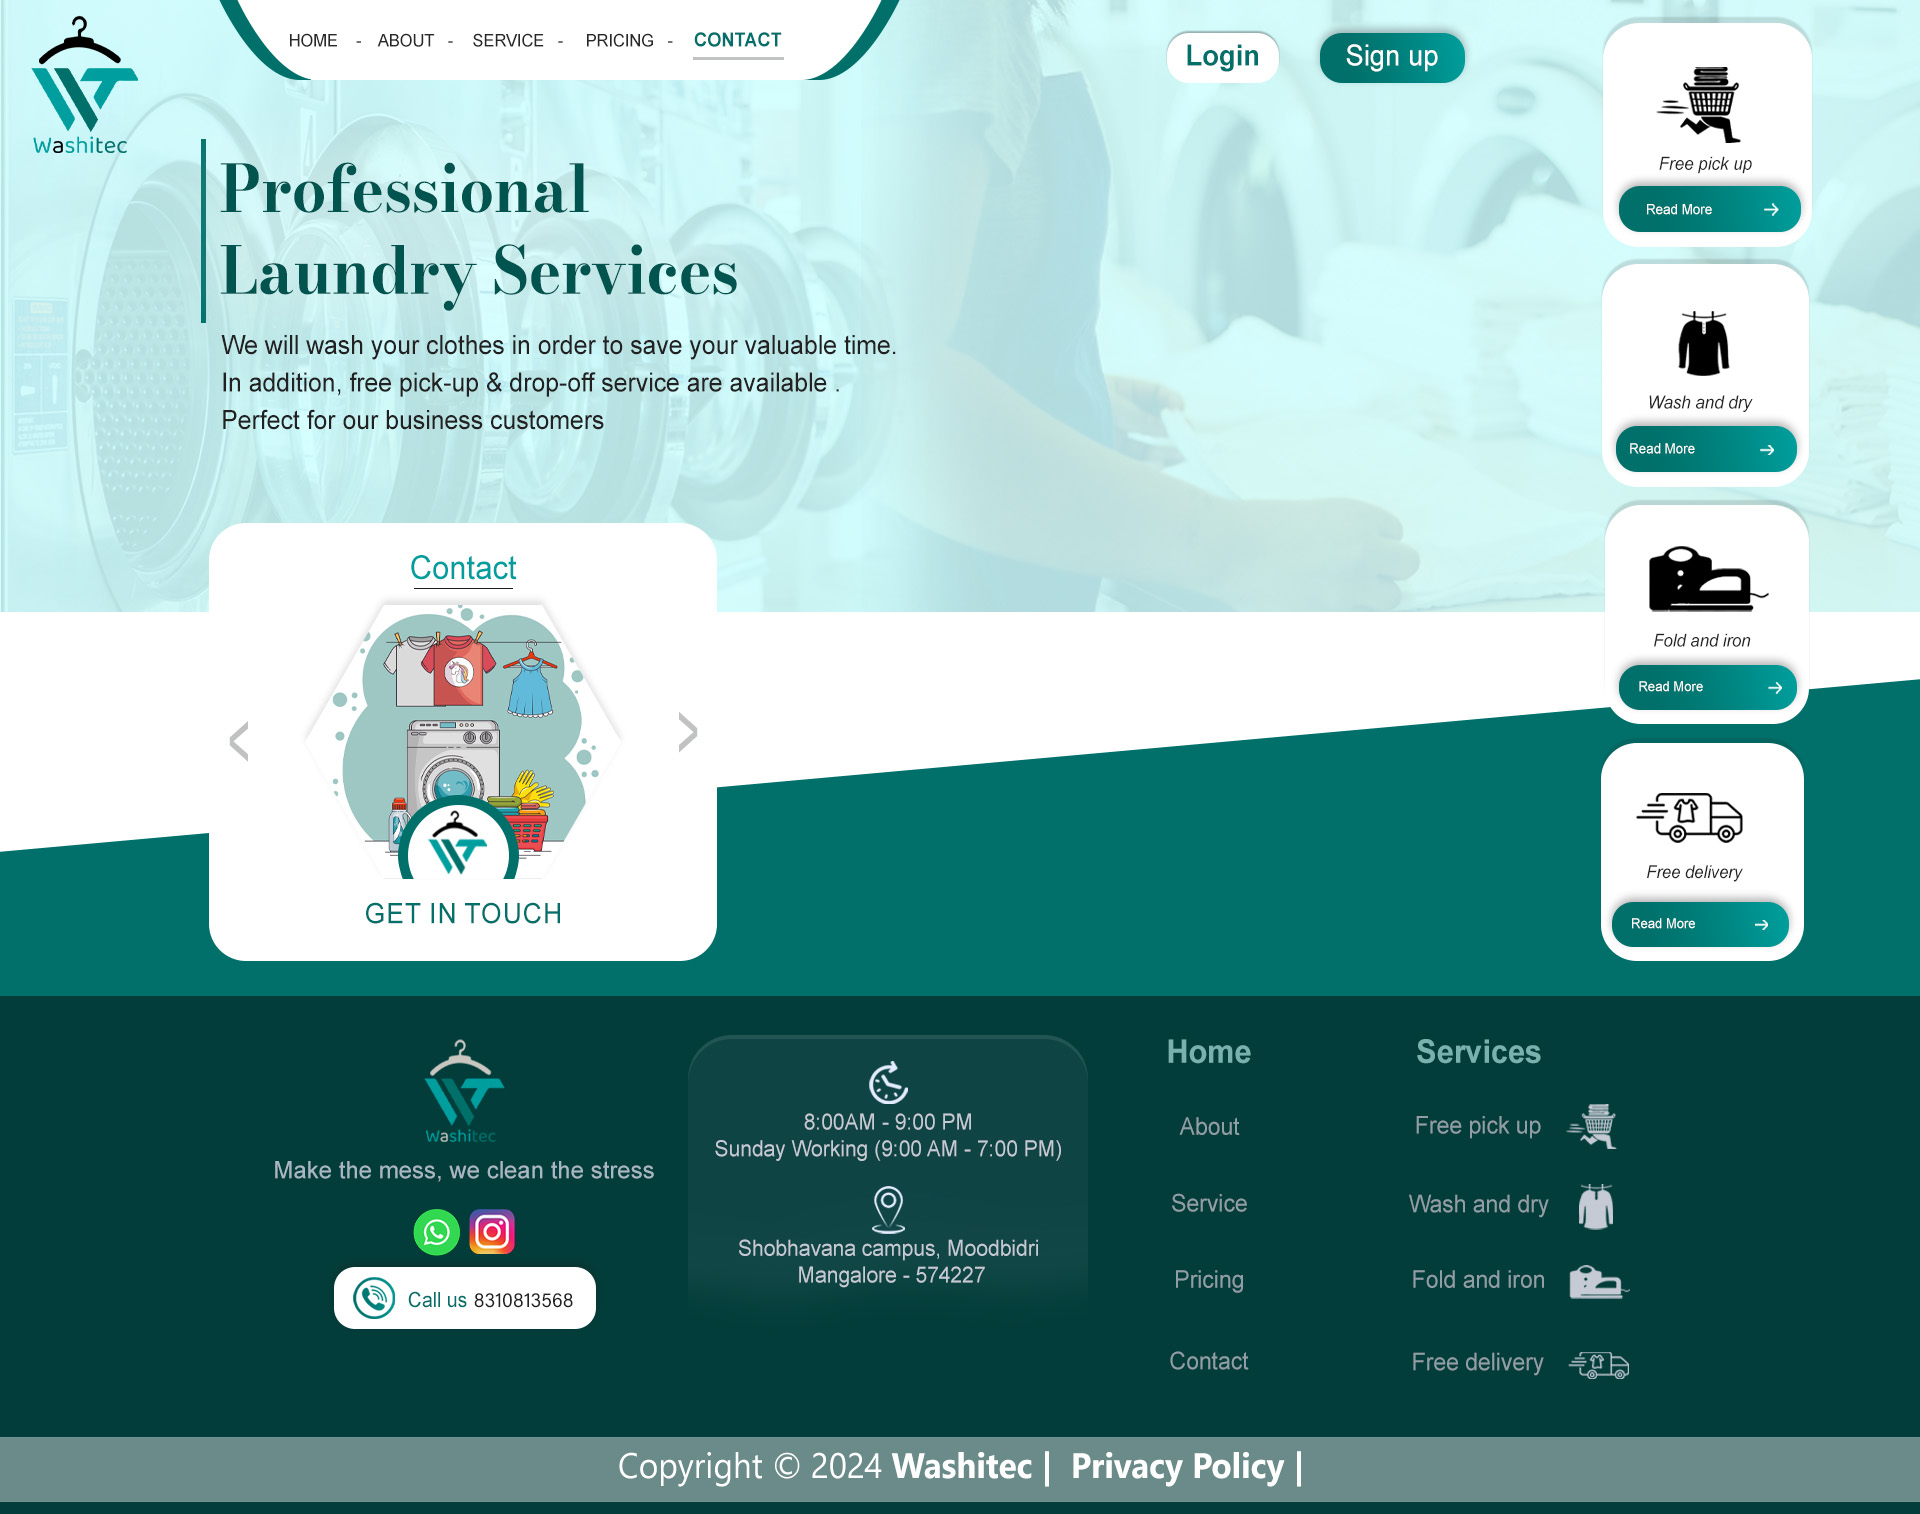 HOME - ABOUT - SERVICE - PRICING - CONTACT
Login
Sign up
Washitec
Professional
Laundry Services
We will wash your clothes in order to save your valuable time.
In addition, free pick-up & drop-off service are available .
Perfect for our business customers
Free pick up
Read More
Wash and dry
Read More
Fold and iron
Read More
Free delivery
Read More
Contact
GET IN TOUCH
Washitec
Make the mess, we clean the stress
Call us 8310813568
8:00AM - 9:00 PM
Sunday Working (9:00 AM - 7:00 PM)
Shobhavana campus, Moodbidri
Mangalore - 574227
Home
About
Service
Pricing
Contact
Services
Free pick up
Wash and dry
Fold and iron
Free delivery
Copyright © 2024 Washitec | Privacy Policy |